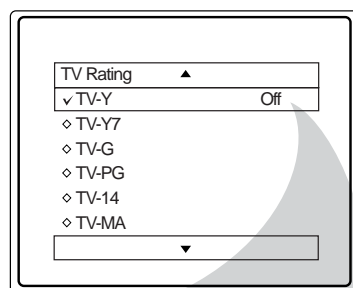 TV Rating ▲
✓ TV-Y Off
◇ TV-Y7
◇ TV-G
◇ TV-PG
◇ TV-14
◇ TV-MA
▼